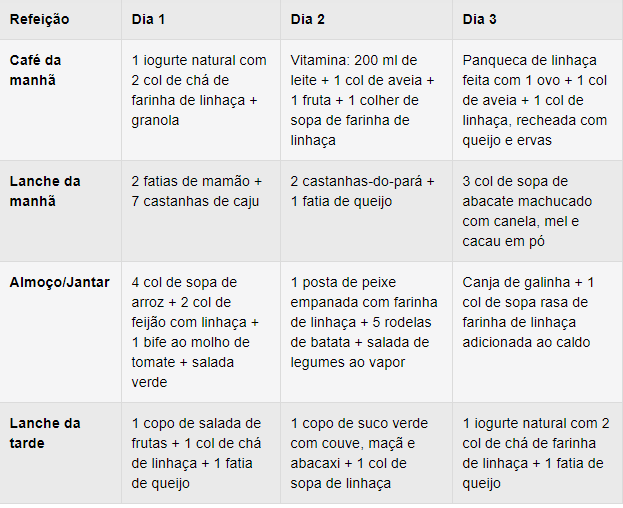 Refeição Dia 1 Dia 2 Dia 3
Café da
manhã
1 iogurte natural com
2 col de chá de
farinha de linhaça +
granola
Vitamina: 200 ml de
leite + 1 col de aveia +
1 fruta + 1 colher de
sopa de farinha de
linhaça
Panqueca de linhaça
feita com 1 ovo + 1 col
de aveia + 1 col de
linhaça, recheada com
queijo e ervas
Lanche da
manhã
2 fatias de mamão +
7 castanhas de caju
2 castanhas-do-pará +
1 fatia de queijo
3 col de sopa de
abacate machucado
com canela, mel e
cacau em pó
Almoço/Jantar
4 col de sopa de
arroz + 2 col de
feijão com linhaça +
1 bife ao molho de
tomate + salada
verde
1 posta de peixe
empanada com farinha
de linhaça + 5 rodelas
de batata + salada de
legumes ao vapor
Canja de galinha + 1
col de sopa rasa de
farinha de linhaça
adicionada ao caldo
Lanche da
tarde
1 copo de salada de
frutas + 1 col de chá
de linhaça + 1 fatia
de queijo
1 copo de suco verde
com couve, maçã e
abacaxi + 1 col de
sopa de linhaça
1 iogurte natural com 2
col de chá de farinha
de linhaça + 1 fatia de
queijo